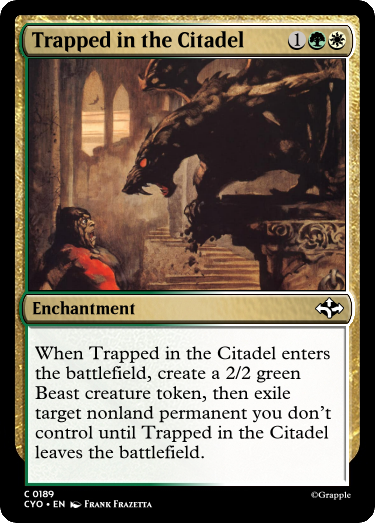 Trapped in the Citadel 1
Enchantment
When Trapped in the Citadel enters
the battlefield, create a 2/2 green
Beast creature token, then exile
target nonland permanent you don't
control until Trapped in the Citadel
leaves the battlefield.
C 0189
CYO • EN Frank Frazetta
©Grapple